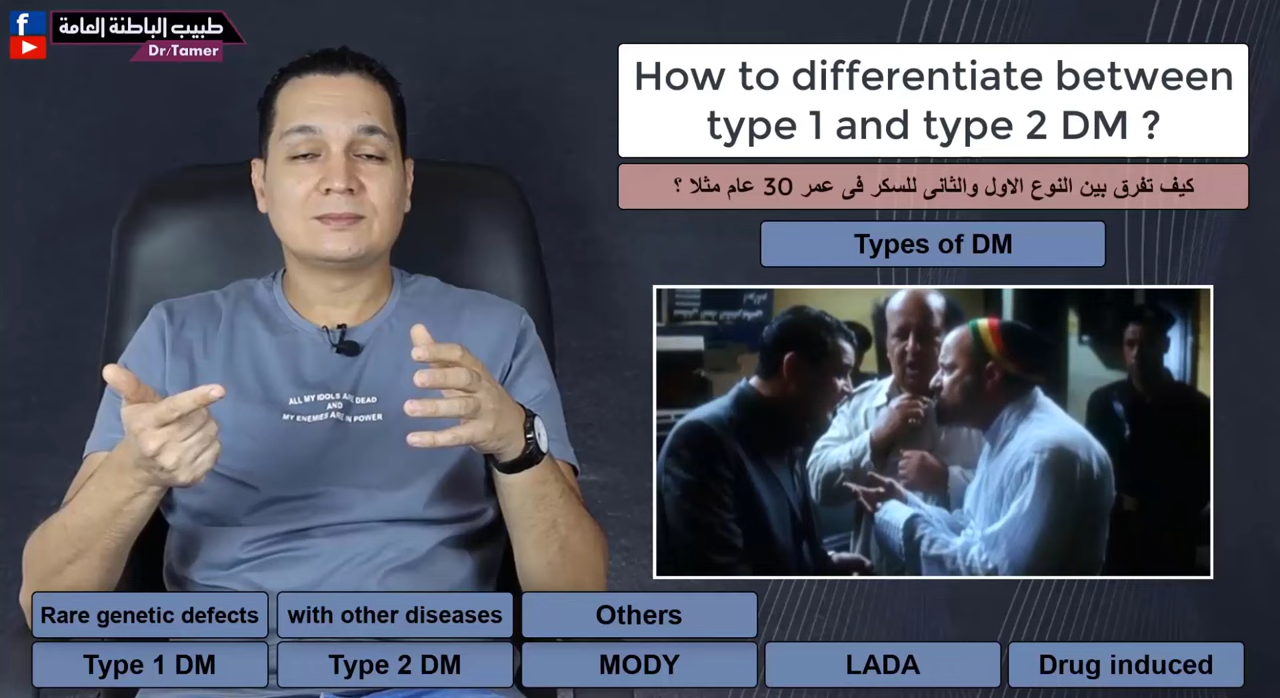 f
طبيب الباطنة العامة
Dr/Tamer
How to differentiate between
type 1 and type 2 DM ?
كيف تفرق بين النوع الاول والثانى للسكر فى عمر 30 عام مثلا ؟
Types of DM
ALL MY IDOLS ARE DEAD
AND
MY ENEMIES ARE IN POWER
Rare genetic defects
with other diseases
Others
Type 1 DM
Type 2 DM
MODY
LADA
Drug induced